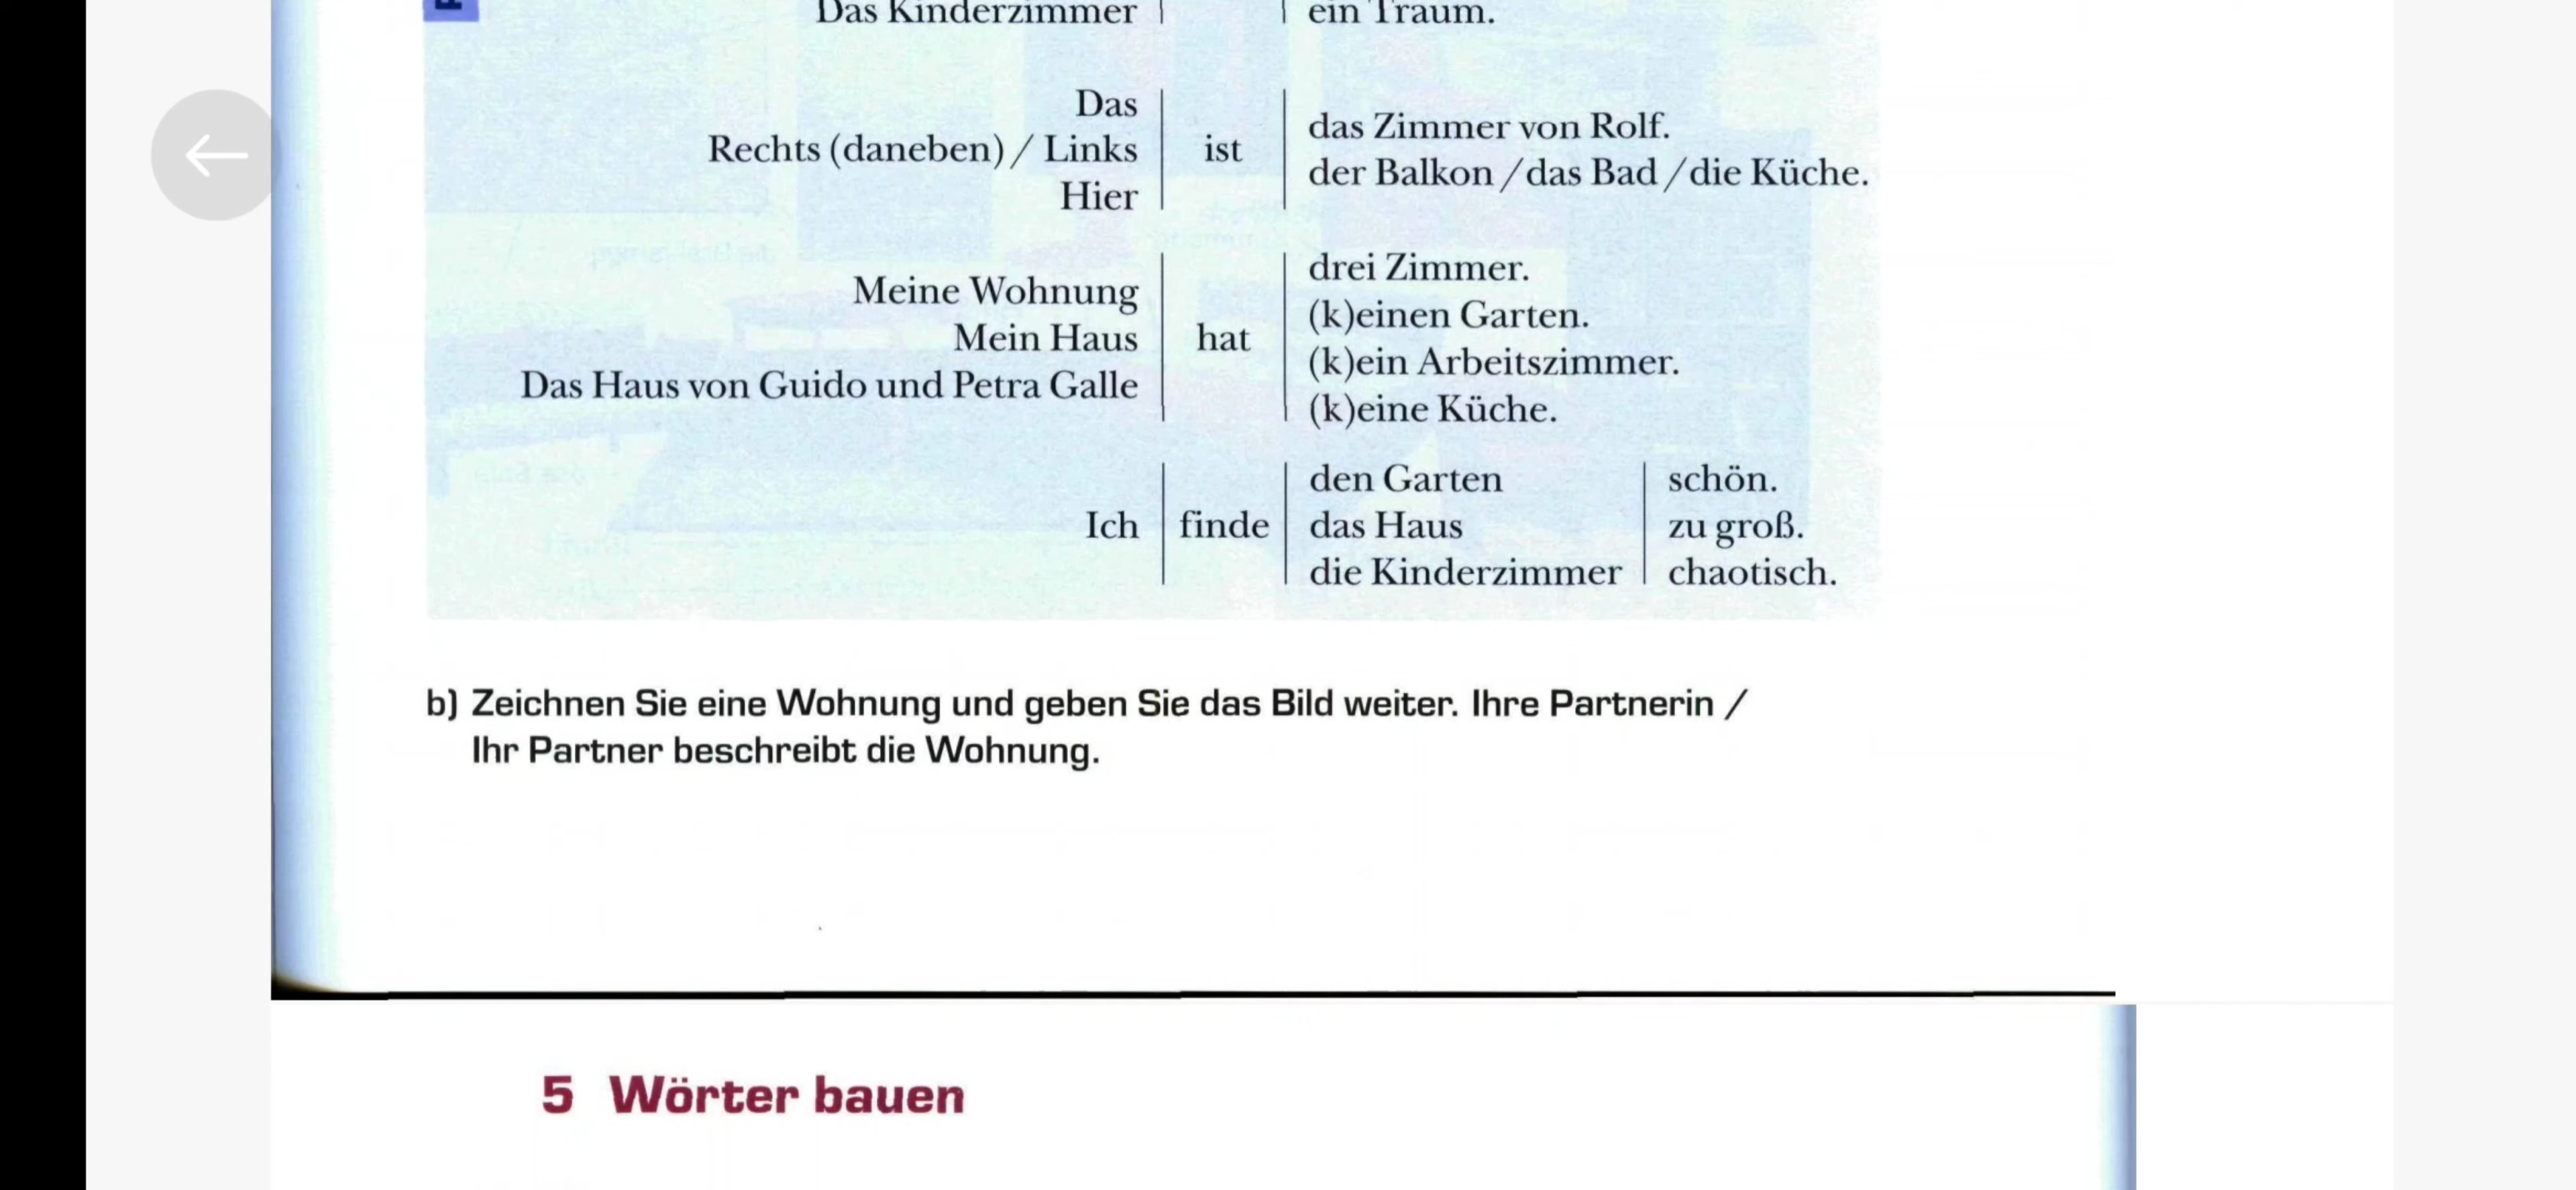 Das Kinderzimmer ein Traum.
Das
Rechts (daneben) / Links
Hier
ist
das Zimmer von Rolf.
der Balkon / das Bad / die Küche.
Meine Wohnung
Mein Haus
Das Haus von Guido und Petra Galle
hat
drei Zimmer.
(k)einen Garten.
(k)ein Arbeitszimmer.
(k)eine Küche.
Ich
finde
den Garten
das Haus
die Kinderzimmer
schön.
zu groß.
chaotisch.
b) Zeichnen Sie eine Wohnung und geben Sie das Bild weiter. Ihre Partnerin /
Ihr Partner beschreibt die Wohnung.
5 Wörter bauen